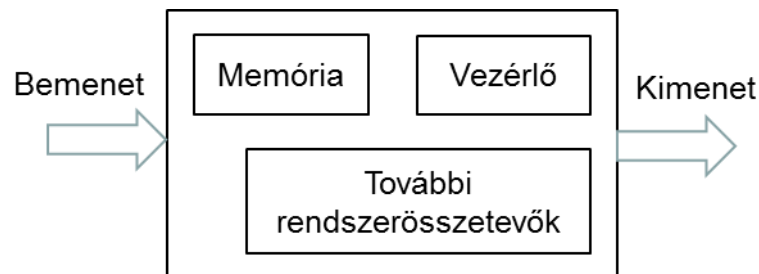 Bemenet
Memória
Vezérlő
Kimenet
További
rendszerösszetevők